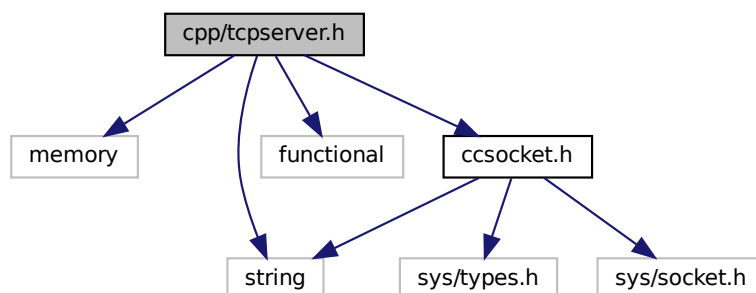 cpp/tcpserver.h
memory
functional
ccsocket.h
string
sys/types.h
sys/socket.h